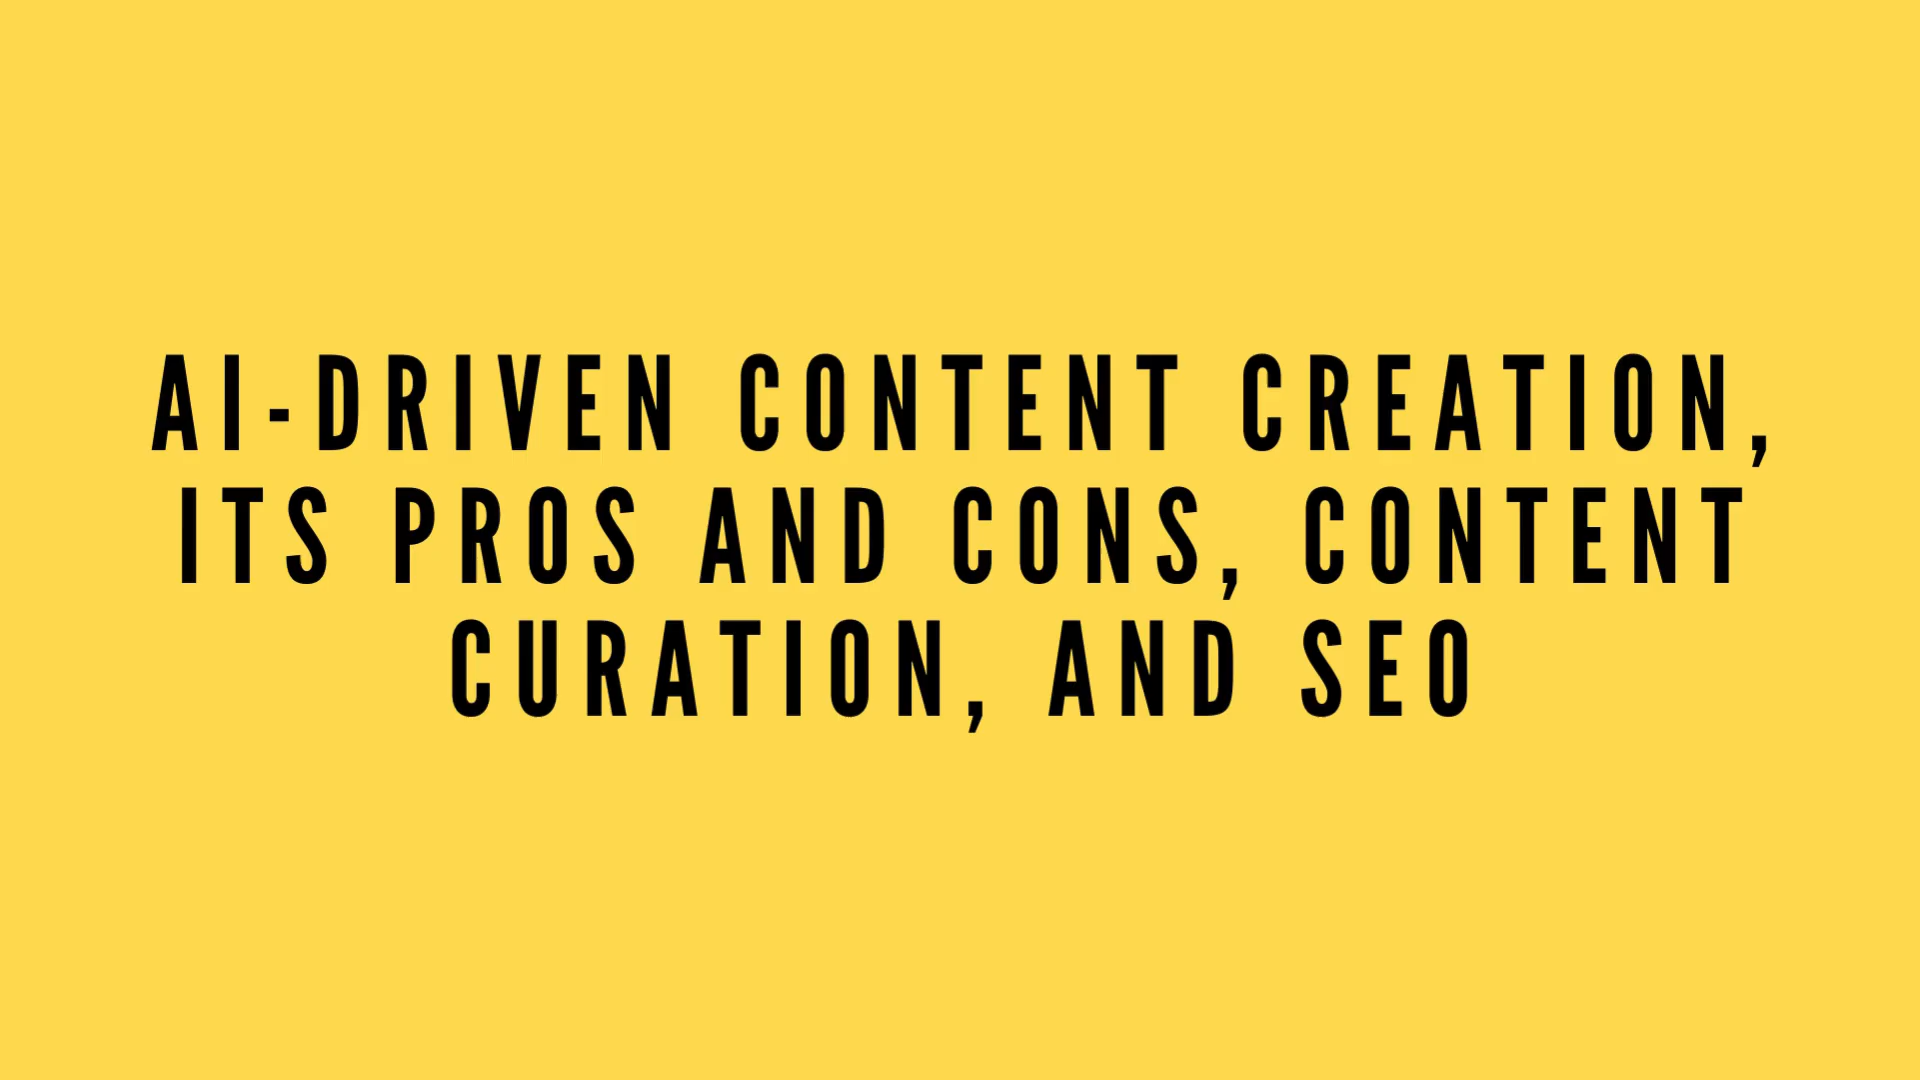 AI-DRIVEN CONTENT CREATION,
ITS PROS AND CONS, CONTENT
CURATION, AND SEO